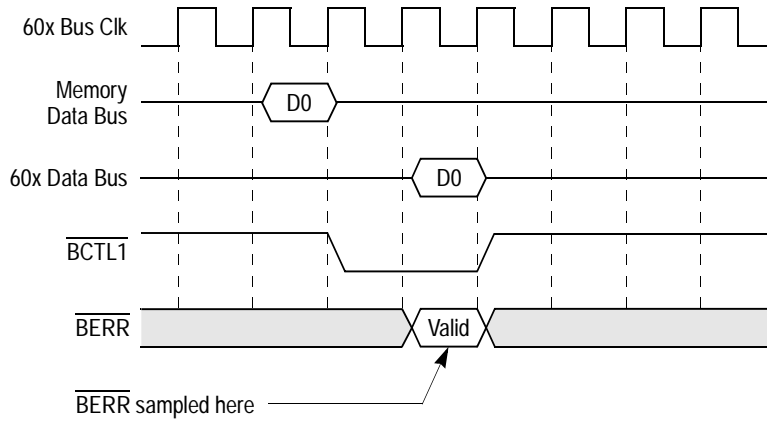 60x Bus Clk
Memory
Data Bus
D0
60x Data Bus
D0
BCTL1
BERR
Valid
BERR sampled here